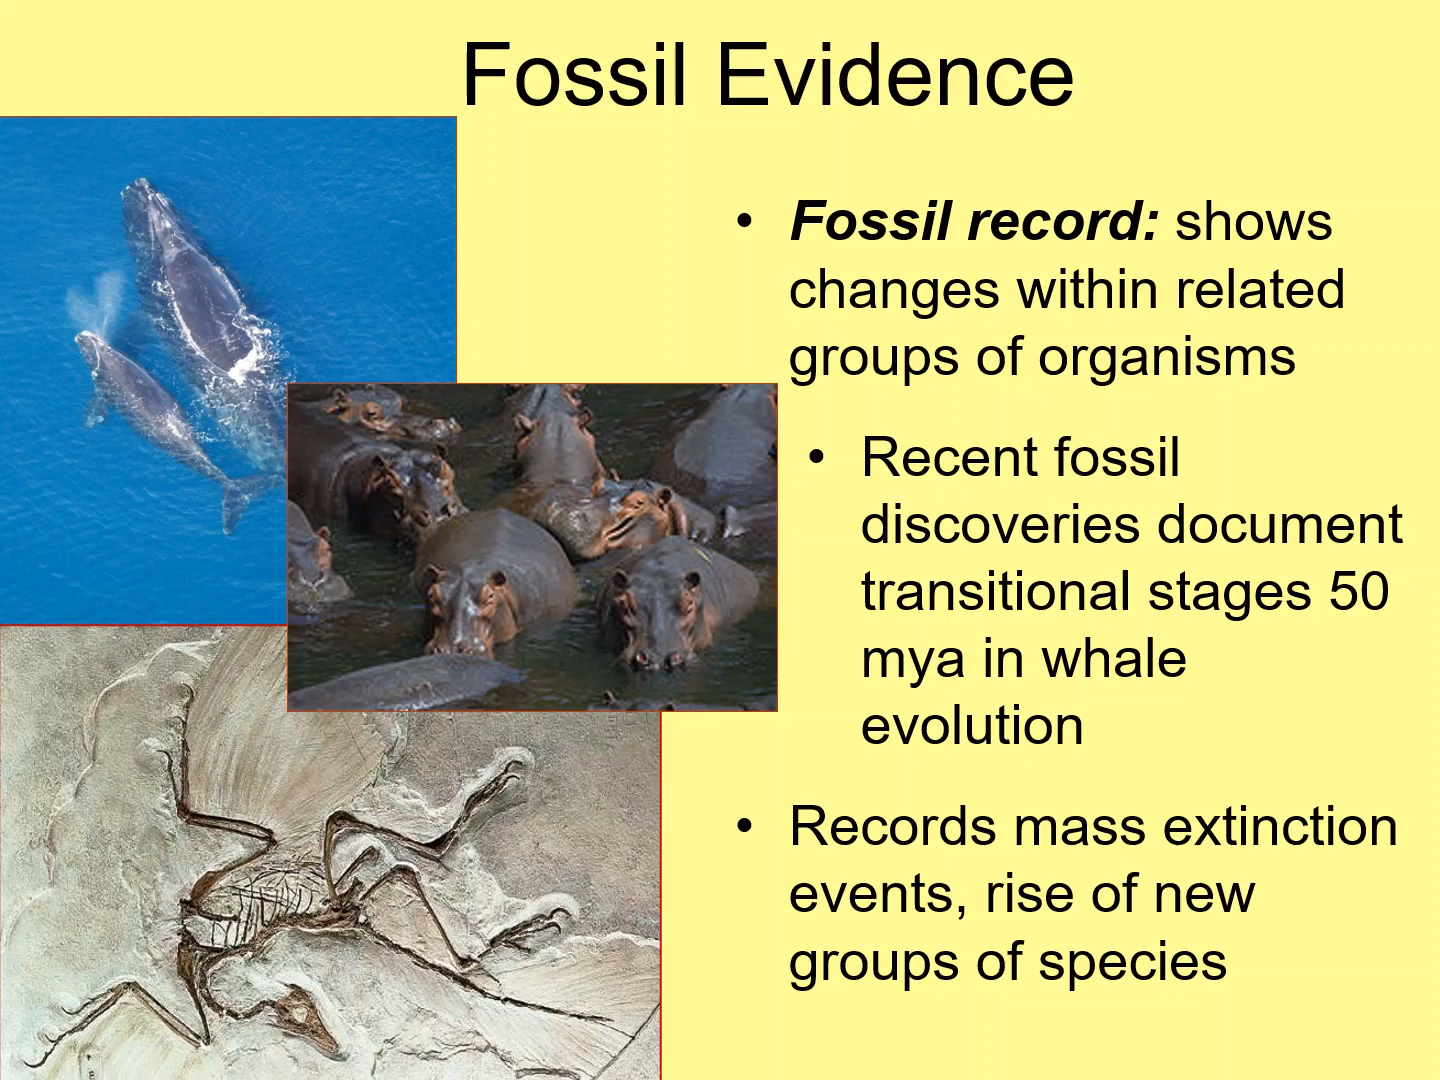 Fossil Evidence
• Fossil record: shows
changes within related
groups of organisms
• Recent fossil
discoveries document
transitional stages 50
mya in whale
evolution
• Records mass extinction
events, rise of new
groups of species